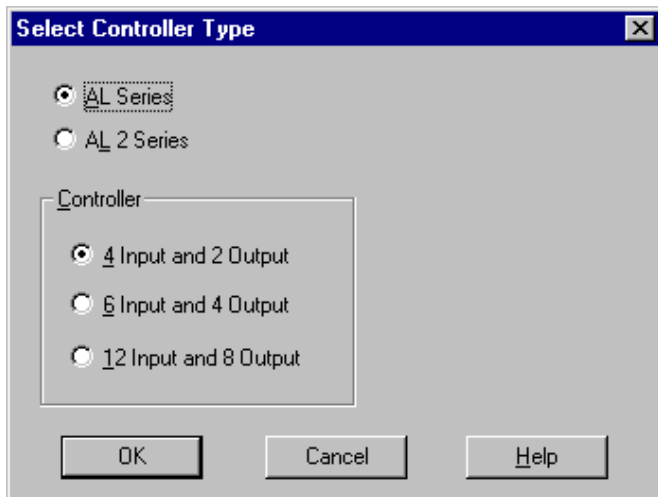 Select Controller Type
AL Series
AL 2 Series
Controller
4 Input and 2 Output
6 Input and 4 Output
12 Input and 8 Output
OK Cancel Help